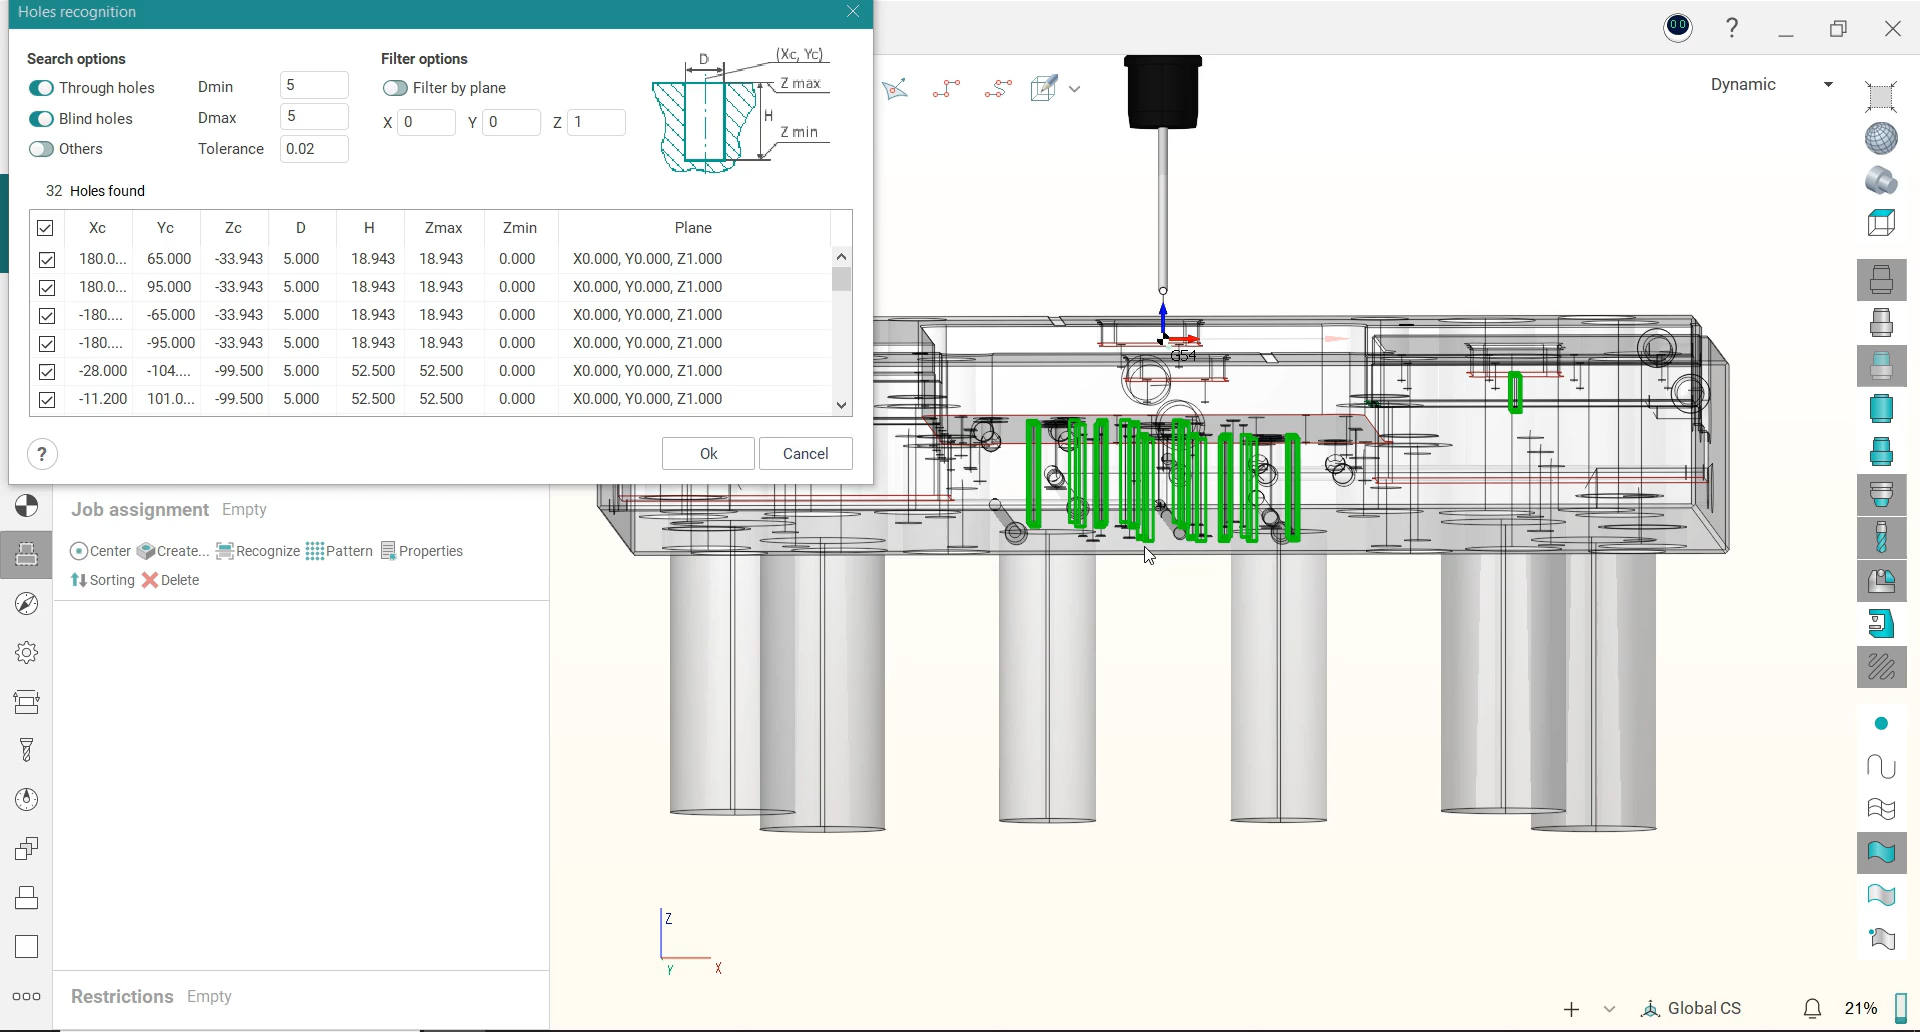 Holes recognition
Search options
Filter options
Through holes
Dmin
5
Filter by plane
Blind holes
Dmax
5
X
0
Y
0
Z
1
Others
Tolerance
0.02
D
(Xc, Yc)
Z max
H
Z min
32 Holes found
Xc Yc Zc D H Zmax Zmin Plane
180.0... 65.000 -33.943 5.000 18.943 18.943 0.000 X0.000, Y0.000, Z1.000
180.0... 95.000 -33.943 5.000 18.943 18.943 0.000 X0.000, Y0.000, Z1.000
-180.... -65.000 -33.943 5.000 18.943 18.943 0.000 X0.000, Y0.000, Z1.000
-180.... -95.000 -33.943 5.000 18.943 18.943 0.000 X0.000, Y0.000, Z1.000
-28.000 -104.... -99.500 5.000 52.500 52.500 0.000 X0.000, Y0.000, Z1.000
-11.200 101.0... -99.500 5.000 52.500 52.500 0.000 X0.000, Y0.000, Z1.000
?
Ok
Cancel
Job assignment Empty
Center Create... Recognize Pattern Properties
Sorting Delete
Restrictions Empty
?
Dynamic
G54
Z
Y
X
Global CS
21%